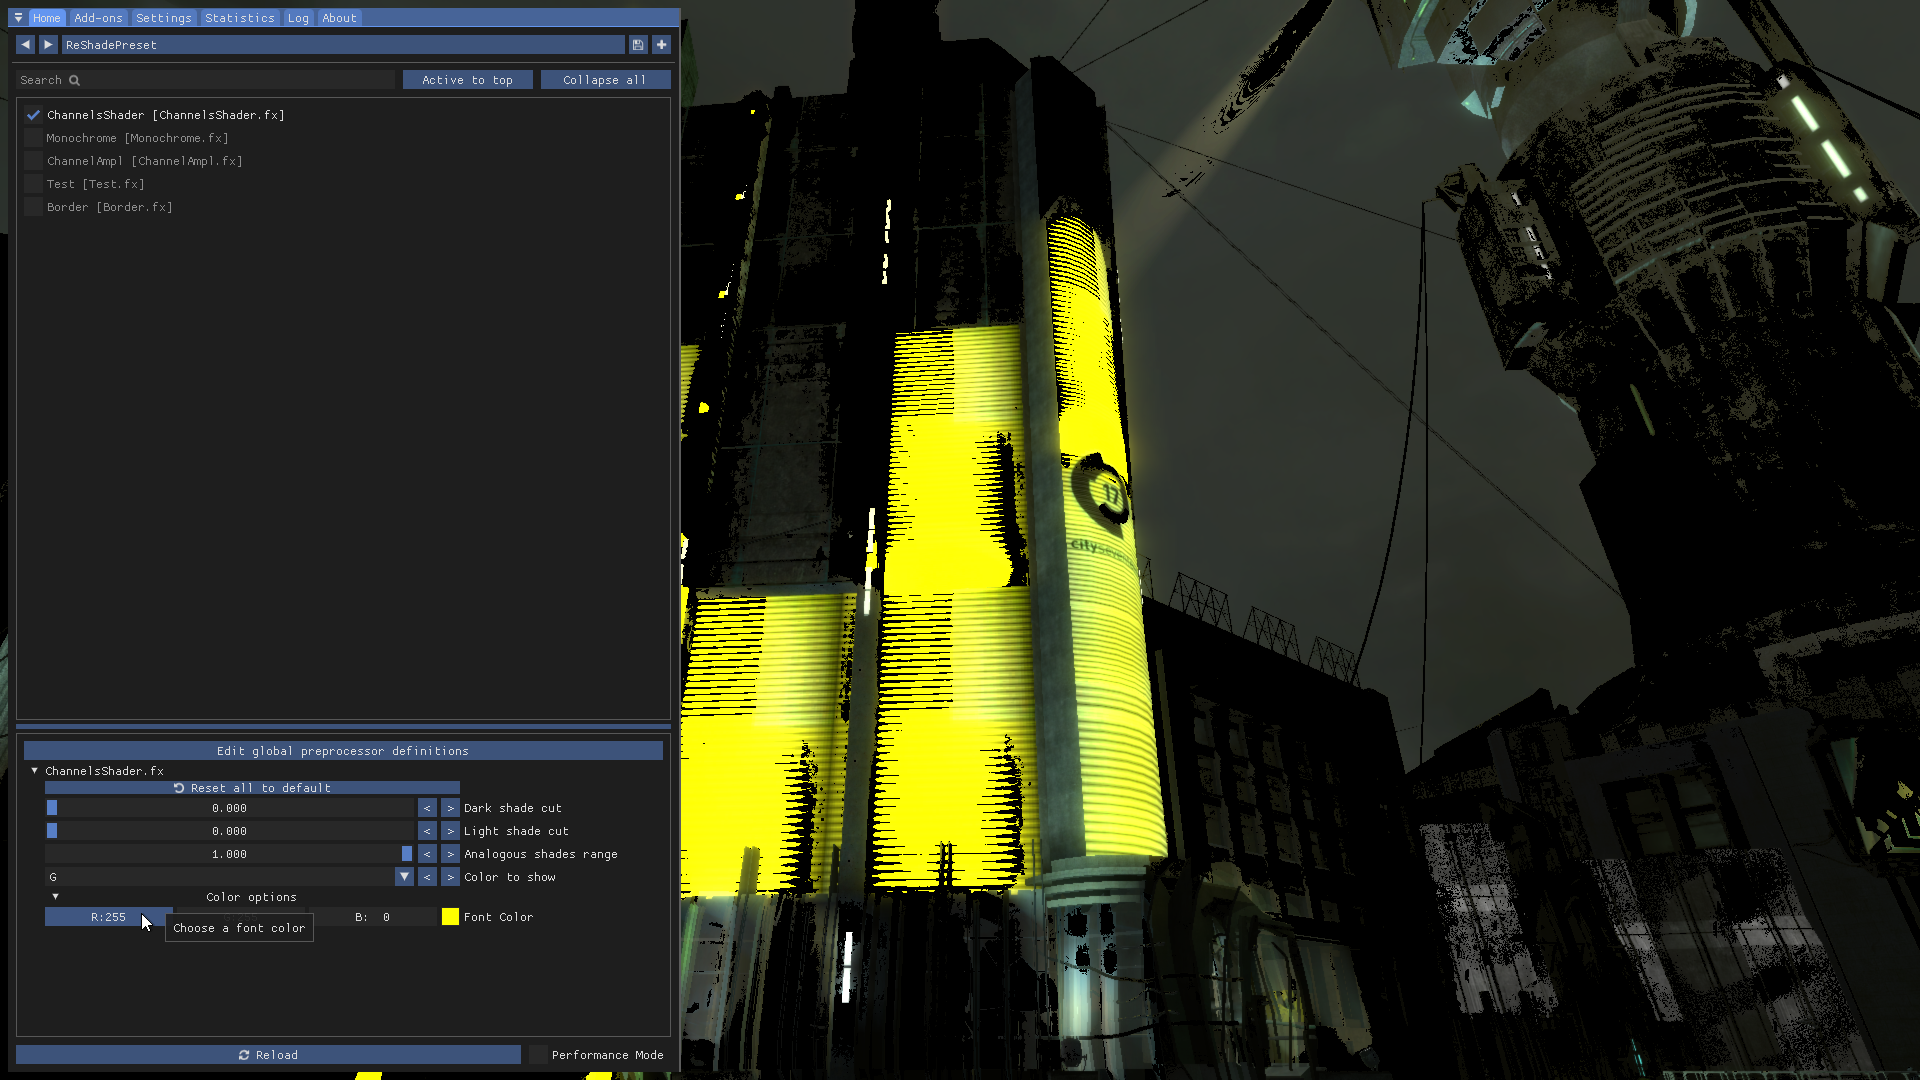 Home Add-ons Settings Statistics Log About
ReShadePreset
Search Active to top Collapse all
ChannelsShader [ChannelsShader.fx]
Monochrome [Monochrome.fx]
ChannelAmpl [ChannelAmpl.fx]
Test [Test.fx]
Border [Border.fx]
Edit global preprocessor definitions
ChannelsShader.fx
Reset all to default
0.000 < > Dark shade cut
0.000 < > Light shade cut
1.000 < > Analogous shades range
G < > Color to show
Color options
R:255 B: 0 Font Color
Choose a font color
Reload Performance Mode
17